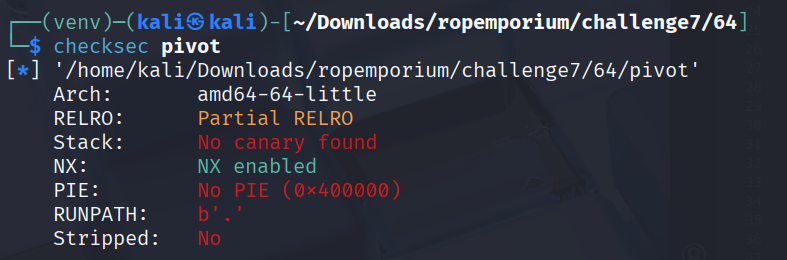 ┌──(venv)─(kali㉿kali)-[~/Downloads/ropemporium/challenge7/64]
└─$ checksec pivot
[*] '/home/kali/Downloads/ropemporium/challenge7/64/pivot'
    Arch:       amd64-64-little
    RELRO:      Partial RELRO
    Stack:      No canary found
    NX:         NX enabled
    PIE:        No PIE (0x400000)
    RUNPATH:    b'.'
    Stripped:   No